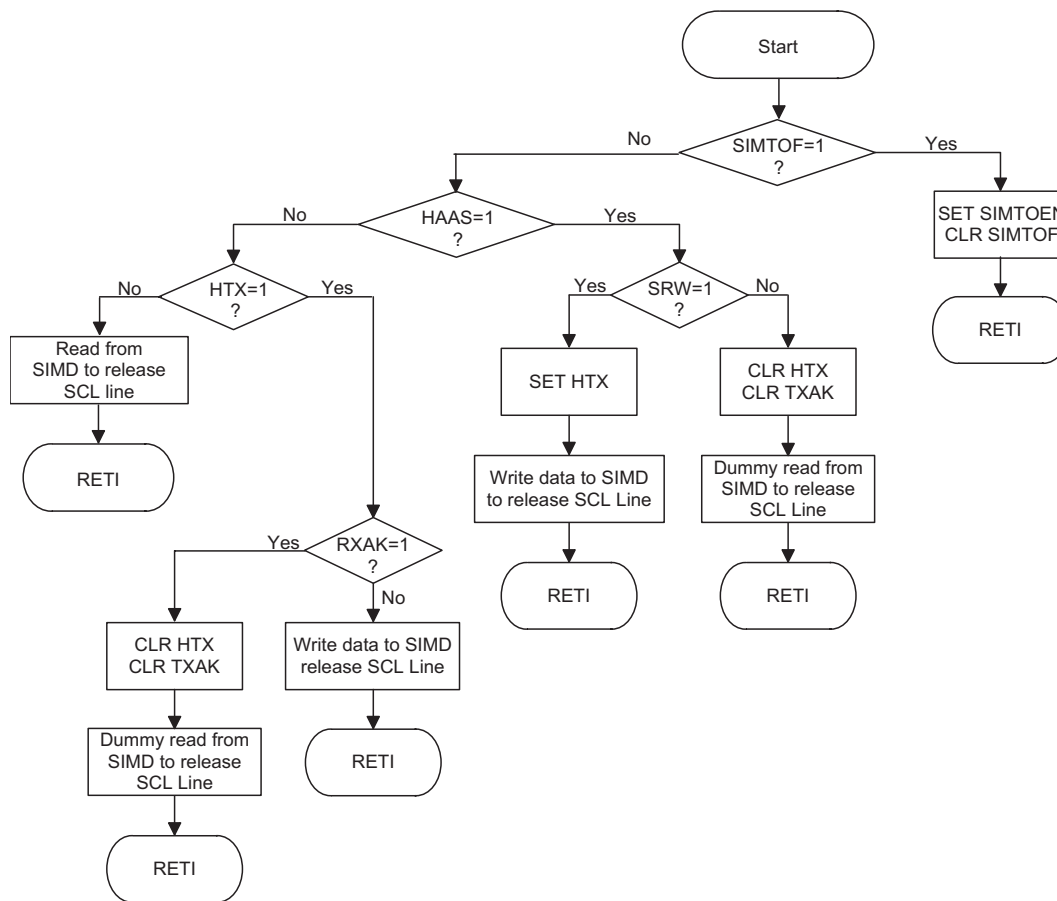 Start
SIMTOF=1
?
No
Yes
SET SIMTOEN
CLR SIMTOF
RETI
HAAS=1
?
No
Yes
HTX=1
?
No
Yes
SRW=1
?
Yes
No
Read from
SIMD to release
SCL line
RETI
SET HTX
CLR HTX
CLR TXAK
Write data to SIMD
to release SCL Line
Dummy read from
SIMD to release
SCL Line
RETI
RETI
RXAK=1
?
Yes
No
CLR HTX
CLR TXAK
Write data to SIMD
release SCL Line
Dummy read from
SIMD to release
SCL Line
RETI
RETI